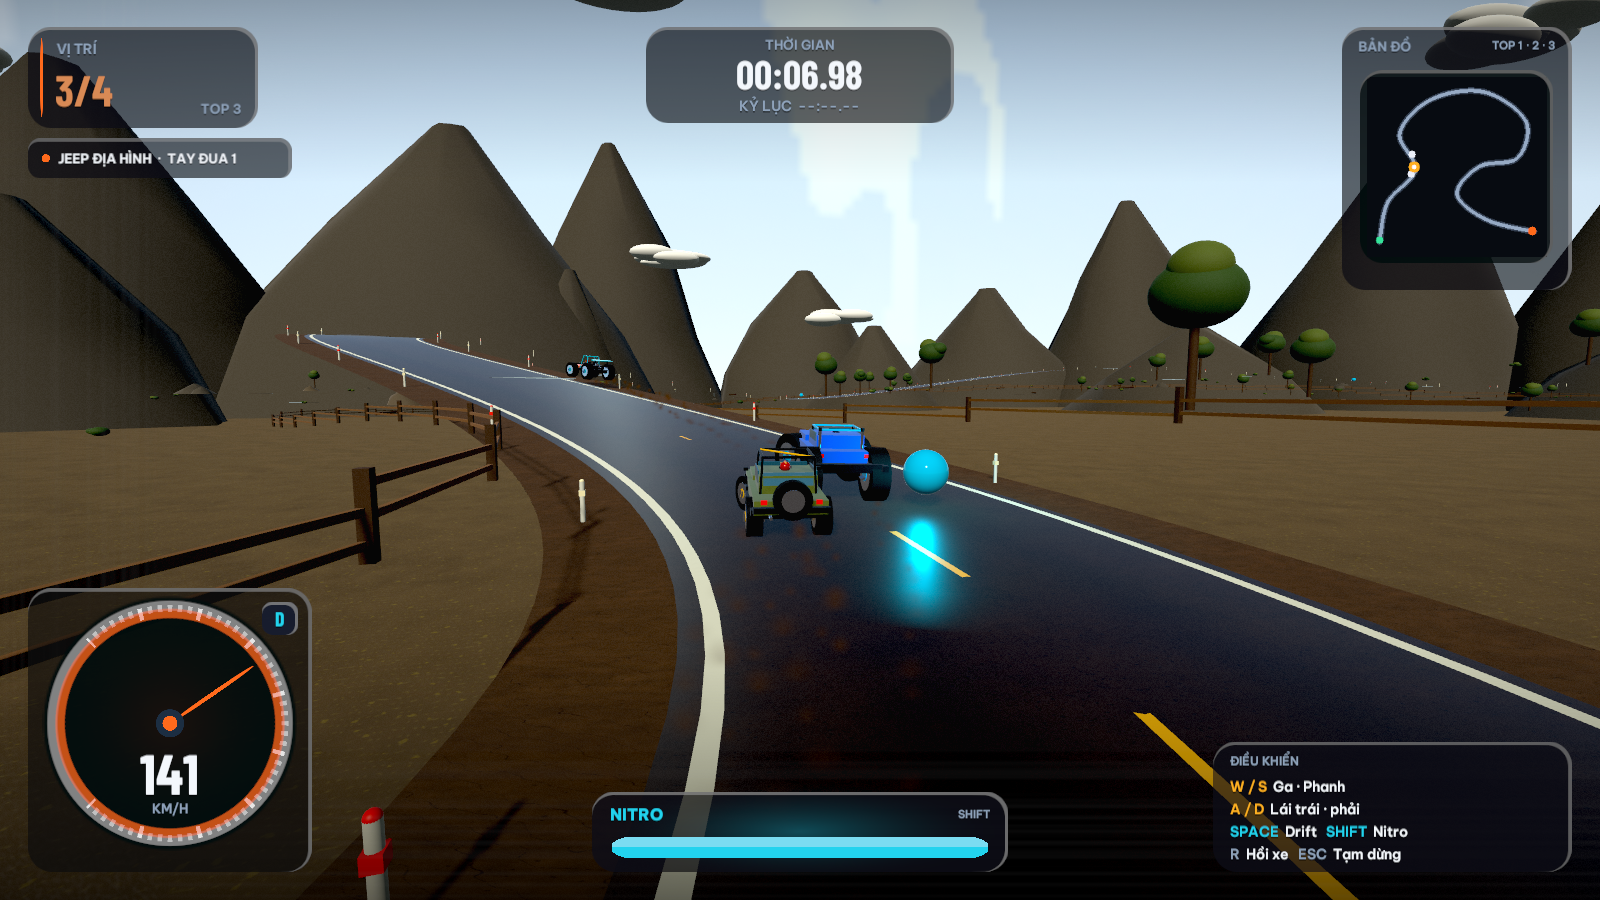 VỊ TRÍ
3/4
TOP 3
JEEP ĐỊA HÌNH · TAY ĐUA 1
THỜI GIAN
00:06.98
KỶ LỤC --:--.--
BẢN ĐỒ
TOP 1 · 2 · 3
D
141
KM/H
NITRO
SHIFT
ĐIỀU KHIỂN
W / S Ga · Phanh
A / D Lái trái · phải
SPACE Drift SHIFT Nitro
R Hồi xe ESC Tạm dừng